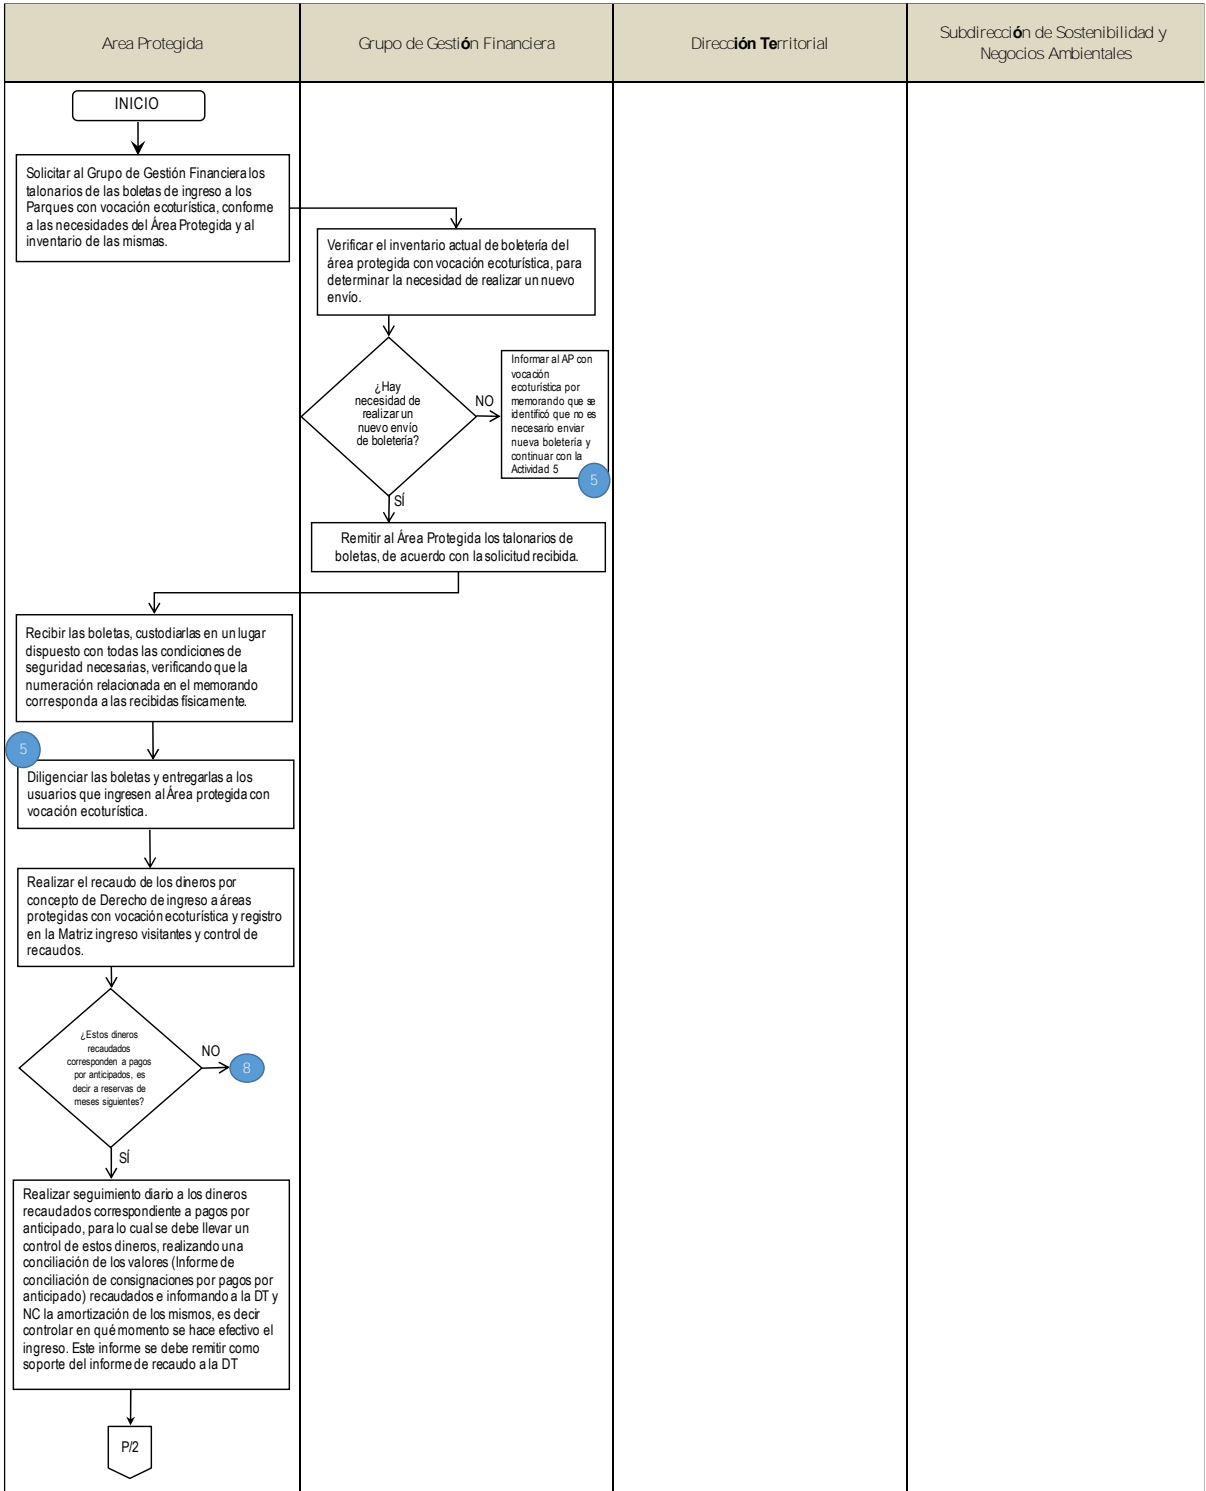 Area Protegida
Grupo de Gestión Financiera
Dirección Territorial
Subdirección de Sostenibilidad y
Negocios Ambientales
INICIO
Solicitar al Grupo de Gestión Financiera los
talonarios de las boletas de ingreso a los
Parques con vocación ecoturística, conforme
a las necesidades del Área Protegida y al
inventario de las mismas.
Verificar el inventario actual de boletería del
área protegida con vocación ecoturística, para
determinar la necesidad de realizar un nuevo
envío.
¿Hay
necesidad de
realizar un
nuevo envío
de boletería?
NO
Informar al AP con
vocación
ecoturística por
memorando que se
identificó que no es
necesario enviar
nueva boletería y
continuar con la
Actividad 5
5
SÍ
Remitir al Área Protegida los talonarios de
boletas, de acuerdo con la solicitud recibida.
Recibir las boletas, custodiarlas en un lugar
dispuesto con todas las condiciones de
seguridad necesarias, verificando que la
numeración relacionada en el memorando
corresponda a las recibidas físicamente.
5
Diligenciar las boletas y entregarlas a los
usuarios que ingresen al Área protegida con
vocación ecoturística.
Realizar el recaudo de los dineros por
concepto de Derecho de ingreso a áreas
protegidas con vocación ecoturística y registro
en la Matriz ingreso visitantes y control de
recaudos.
¿Estos dineros
recaudados
corresponden a pagos
por anticipados, es
decir a reservas de
meses siguientes?
NO
8
SÍ
Realizar seguimiento diario a los dineros
recaudados correspondiente a pagos por
anticipado, para lo cual se debe llevar un
control de estos dineros, realizando una
conciliación de los valores (Informe de
conciliación de consignaciones por pagos por
anticipado) recaudados e informando a la DT y
NC la amortización de los mismos, es decir
controlar en qué momento se hace efectivo el
ingreso. Este informe se debe remitir como
soporte del informe de recaudo a la DT
P/2